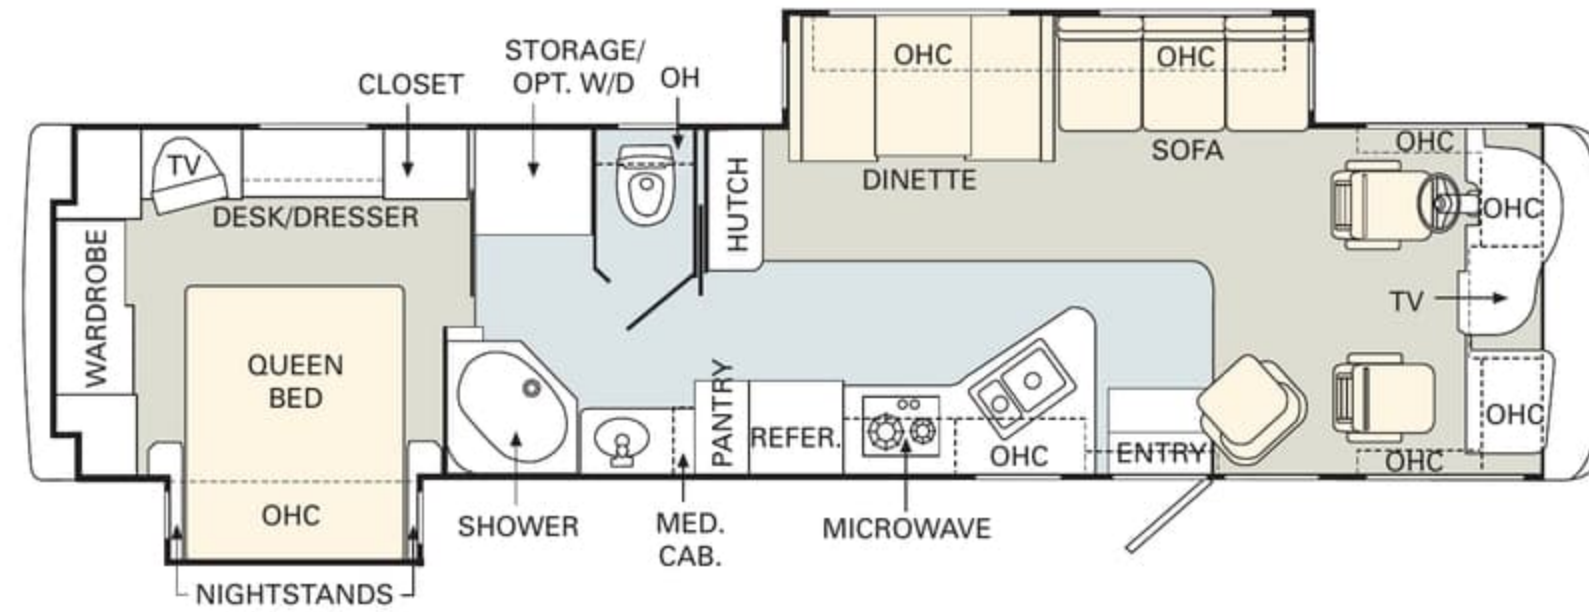 STORAGE/
OPT. W/D
CLOSET
OH
OHC
OHC
TV
DESK/DRESSER
HUTCH
DINETTE
SOFA
OHC
OHC
WARDROBE
QUEEN
BED
TV
PANTRY
REFER.
OHC
ENTRY
OHC
OHC
OHC
SHOWER
MED.
CAB.
MICROWAVE
NIGHTSTANDS